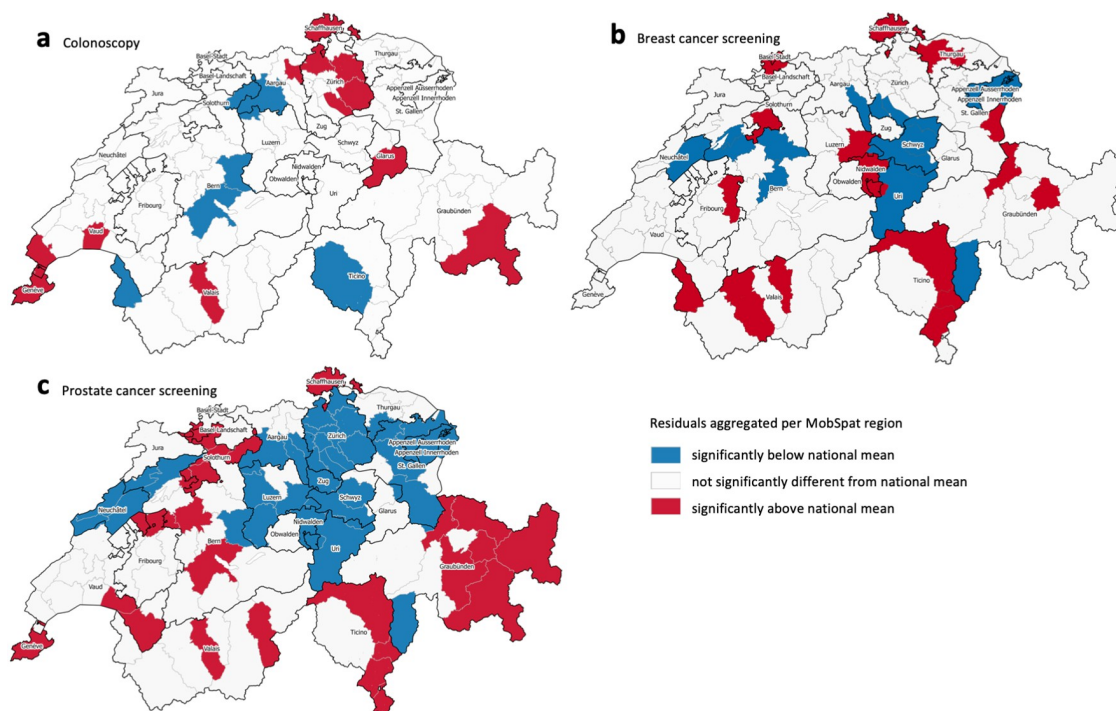 a Colonoscopy
Schaffhausen
Thurgau
Basel-Stadt
Basel-Landschaft
Aargau
Zürich
Jura
Solothurn
Appenzell Ausserrhoden
Appenzell Innerrhoden
St. Gallen
Zug
Luzern
Schwyz
Neuchâtel
Glarus
Nidwalden
Obwalden
Bern
Uri
Fribourg
Graubünden
Vaud
Ticino
Valais
Genève
b Breast cancer screening
Schaffhausen
Thurgau
Basel-Stadt
Basel-Landschaft
Aargau
Zürich
Jura
Appenzell Ausserrhoden
Appenzell Innerrhoden
Solothurn
St. Gallen
Zug
Luzern
Schwyz
Neuchâtel
Glarus
Nidwalden
Obwalden
Bern
Uri
Fribourg
Graubünden
Vaud
Ticino
Valais
Genève
c Prostate cancer screening
Schaffhausen
Thurgau
Basel-Stadt
Basel-Landschaft
Aargau
Zürich
Jura
Appenzell Ausserrhoden
Appenzell Innerrhoden
Solothurn
St. Gallen
Zug
Luzern
Schwyz
Neuchâtel
Glarus
Nidwalden
Obwalden
Bern
Uri
Fribourg
Graubünden
Vaud
Ticino
Valais
Genève
Residuals aggregated per MobSpat region
significantly below national mean
not significantly different from national mean
significantly above national mean